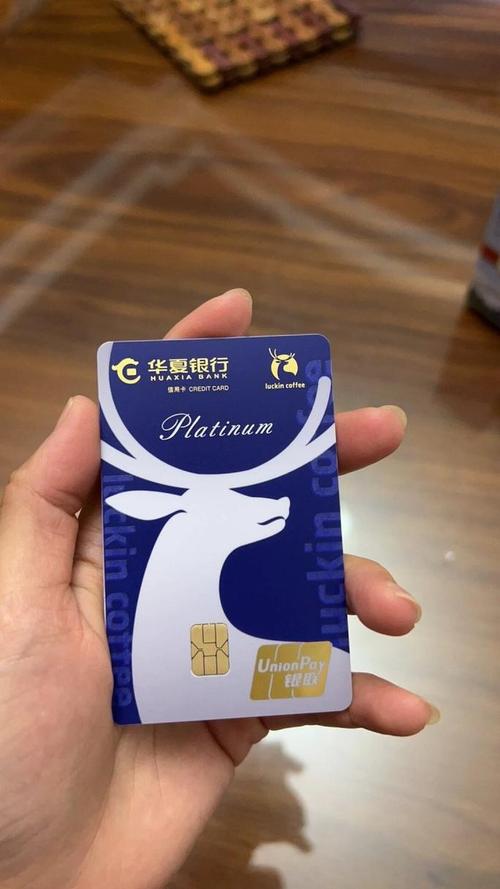 华夏银行
HUAXIA BANK
信用卡 CREDIT CARD
luckin coffee
Platinum
luckin coffee
luckin coffee
UnionPay
银联